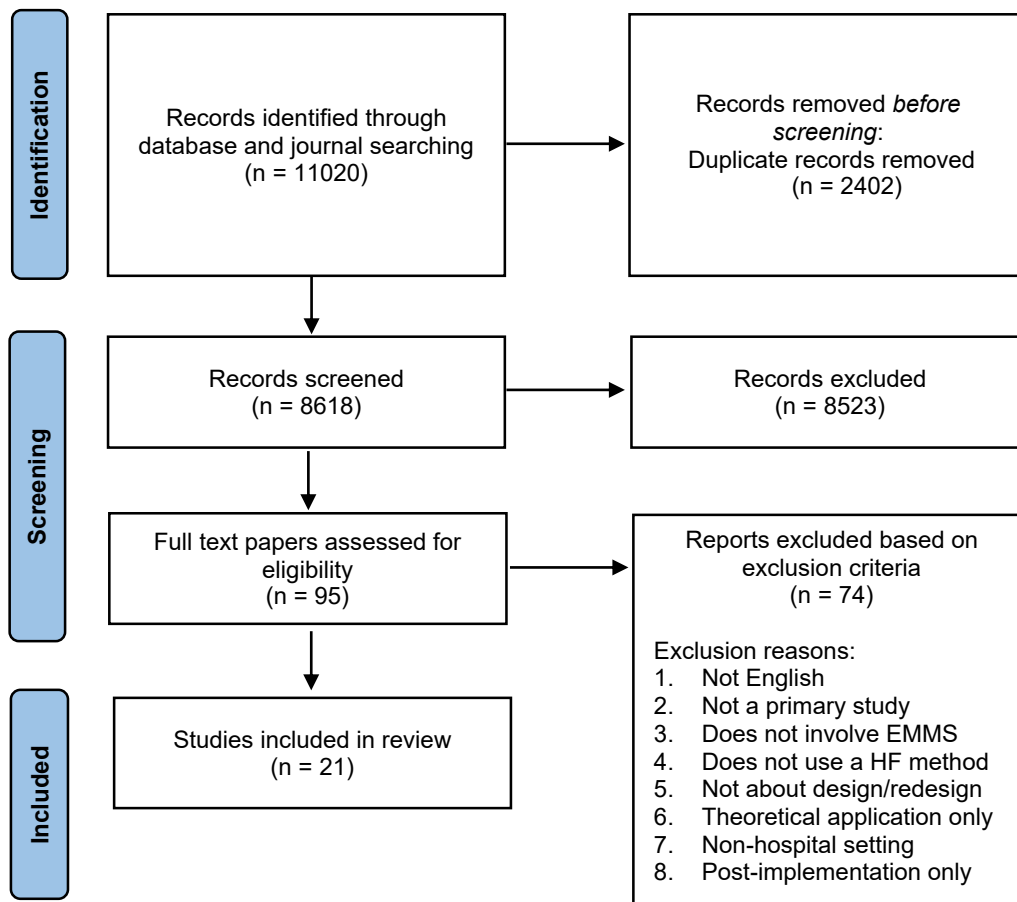 Identification
Records identified through
database and journal searching
(n = 11020)
Records removed before
screening:
Duplicate records removed
(n = 2402)
Screening
Records screened
(n = 8618)
Records excluded
(n = 8523)
Full text papers assessed for
eligibility
(n = 95)
Reports excluded based on
exclusion criteria
(n = 74)
Exclusion reasons:
1. Not English
2. Not a primary study
3. Does not involve EMMS
4. Does not use a HF method
5. Not about design/redesign
6. Theoretical application only
7. Non-hospital setting
8. Post-implementation only
Included
Studies included in review
(n = 21)